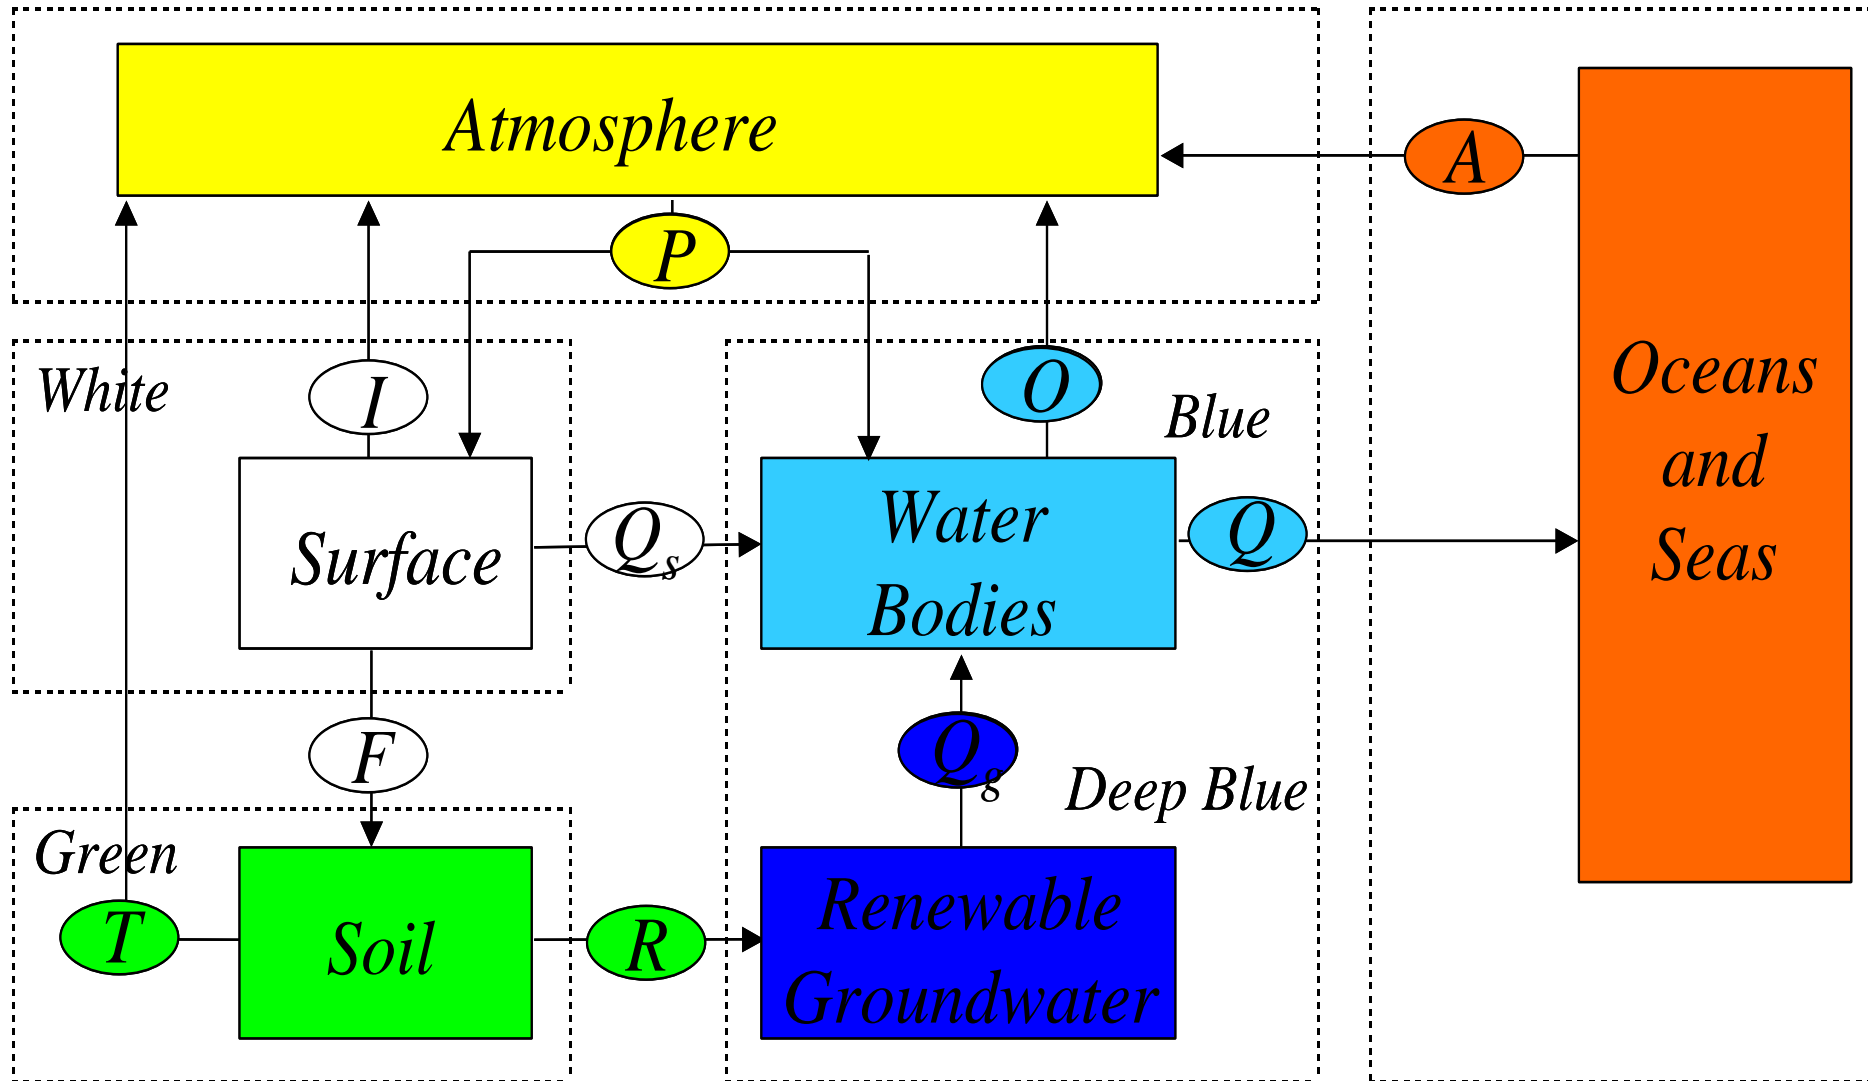 Atmosphere
A
P
White
I
O
Blue
Oceans
and
Seas
Surface
Qs
Water
Bodies
Q
F
Qg
Deep Blue
Green
T
Soil
R
Renewable
Groundwater